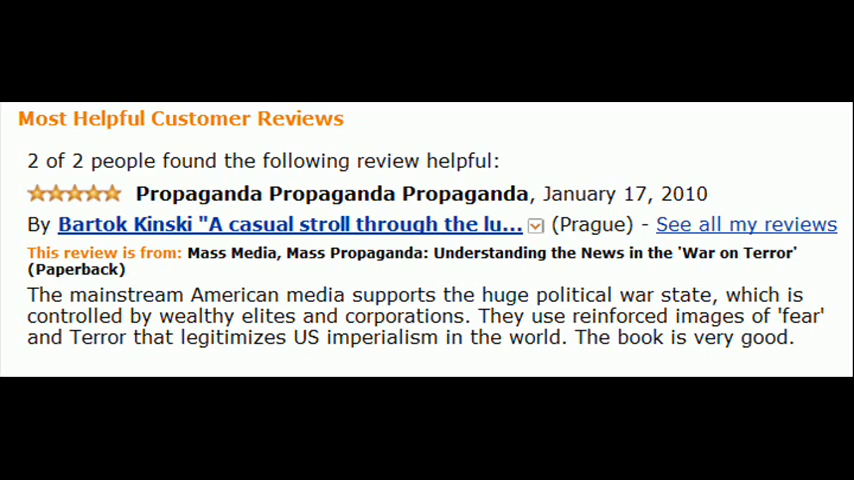 Most Helpful Customer Reviews
2 of 2 people found the following review helpful:
Propaganda Propaganda Propaganda, January 17, 2010
By Bartok Kinski "A casual stroll through the lu... (Prague) - See all my reviews
This review is from: Mass Media, Mass Propaganda: Understanding the News in the 'War on Terror'
(Paperback)
The mainstream American media supports the huge political war state, which is
controlled by wealthy elites and corporations. They use reinforced images of 'fear'
and Terror that legitimizes US imperialism in the world. The book is very good.